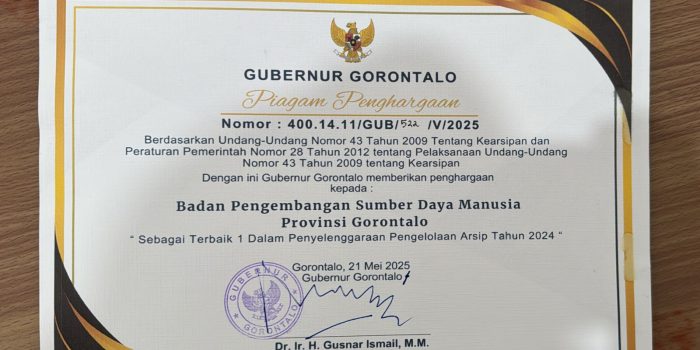 GUBERNUR GORONTALO
Piagam Penghargaan
Nomor : 400.14.11/GUB/522 /V/2025
Berdasarkan Undang-Undang Nomor 43 Tahun 2009 Tentang Kearsipan dan
Peraturan Pemerintah Nomor 28 Tahun 2012 tentang Pelaksanaan Undang-Undang
Nomor 43 Tahun 2009 tentang Kearsipan
Dengan ini Gubernur Gorontalo memberikan penghargaan
kepada :
Badan Pengembangan Sumber Daya Manusia
Provinsi Gorontalo
" Sebagai Terbaik 1 Dalam Penyelenggaraan Pengelolaan Arsip Tahun 2024 "
Gorontalo, 21 Mei 2025
Gubernur Gorontalo
GUBERNUR
GORONTALO
Dr. Ir. H. Gusnar Ismail, M.M.